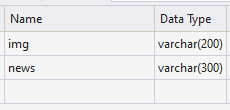 Name Data Type
img varchar(200)
news varchar(300)